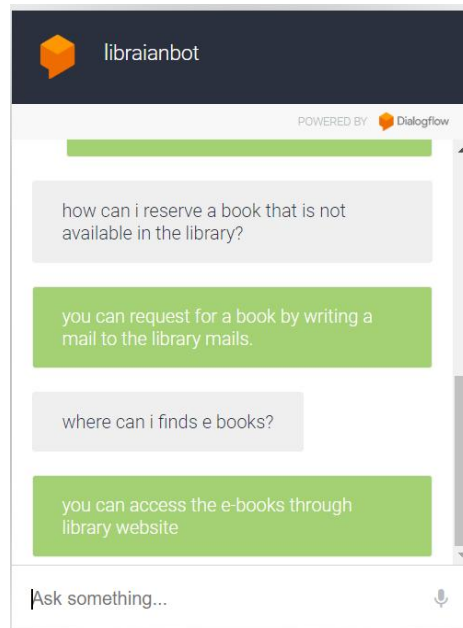 libraianbot
POWERED BY Dialogflow
how can i reserve a book that is not
available in the library?
you can request for a book by writing a
mail to the library mails.
where can i finds e books?
you can access the e-books through
library website
Ask something...